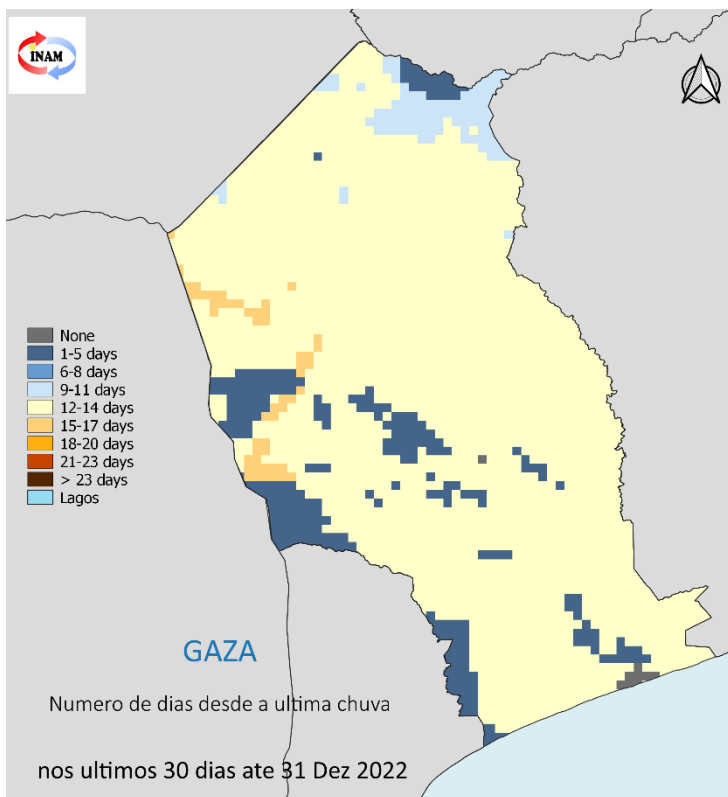 INAM
None
1-5 days
6-8 days
9-11 days
12-14 days
15-17 days
18-20 days
21-23 days
> 23 days
Lagos
GAZA
Numero de dias desde a ultima chuva
nos ultimos 30 dias ate 31 Dez 2022